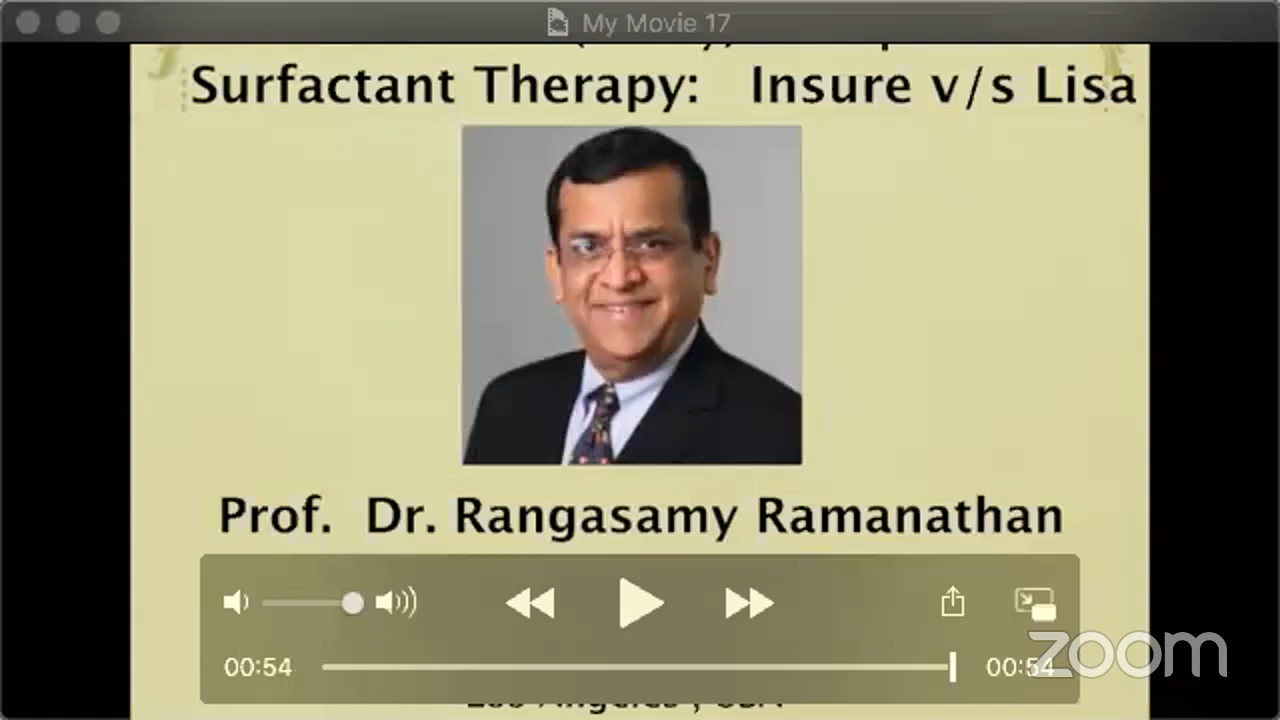 My Movie 17
Surfactant Therapy: Insure v/s Lisa
Prof. Dr. Rangasamy Ramanathan
00:54
00:54
zoom